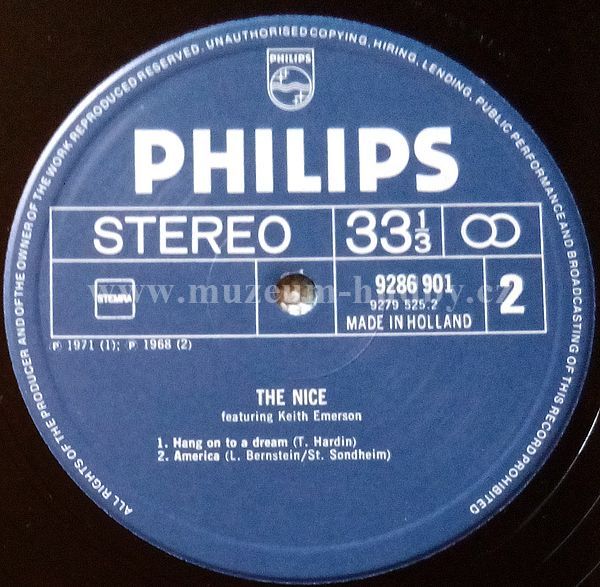 ALL RIGHTS OF THE PRODUCER AND OF THE OWNER OF THE WORK REPRODUCED RESERVED. UNAUTHORISED COPYING, HIRING, LENDING, PUBLIC PERFORMANCE AND BROADCASTING OF THIS RECORD PROHIBITED
PHILIPS
PHILIPS
STEREO
33 1/3
STEMRA
9286 901
9279 525.2
MADE IN HOLLAND
2
www.muzeum-hudby.cz
Ⓟ 1971 (1); Ⓟ 1968 (2)
THE NICE
featuring Keith Emerson
1. Hang on to a dream (T. Hardin)
2. America (L. Bernstein/St. Sondheim)